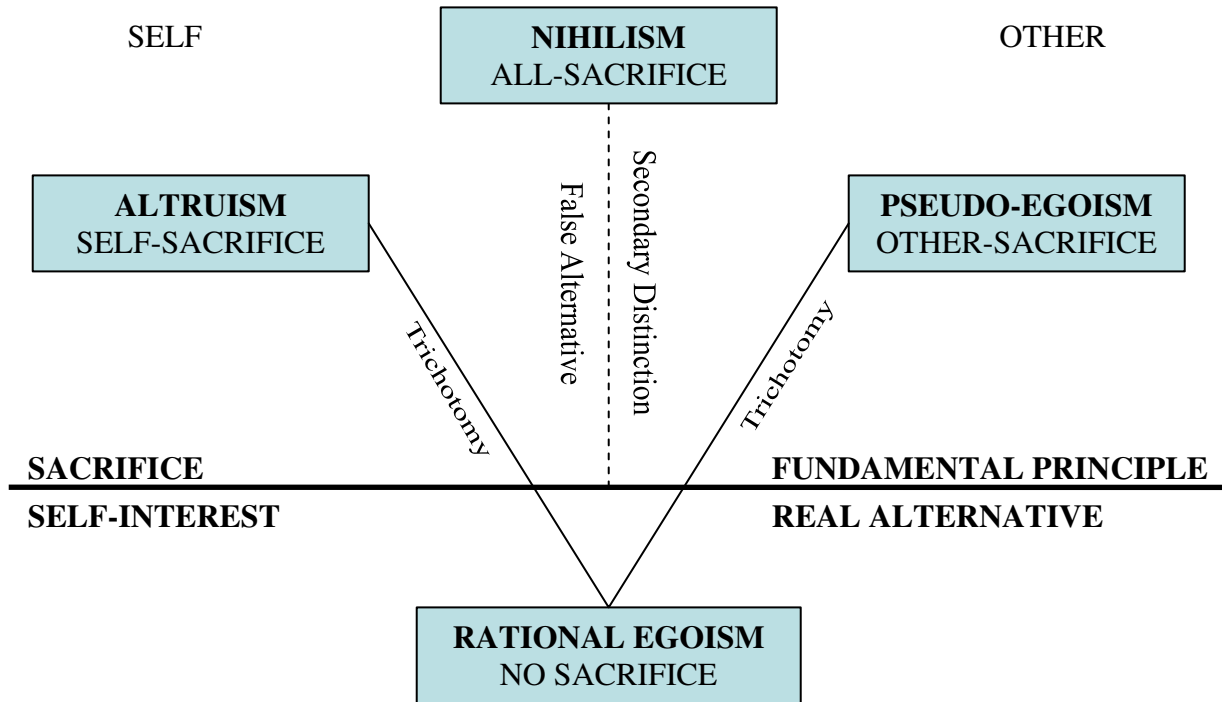 SELF
NIHILISM
ALL-SACRIFICE
OTHER
ALTRUISM
SELF-SACRIFICE
False Alternative
Secondary Distinction
PSEUDO-EGOISM
OTHER-SACRIFICE
Trichotomy
Trichotomy
SACRIFICE
FUNDAMENTAL PRINCIPLE
SELF-INTEREST
REAL ALTERNATIVE
RATIONAL EGOISM
NO SACRIFICE